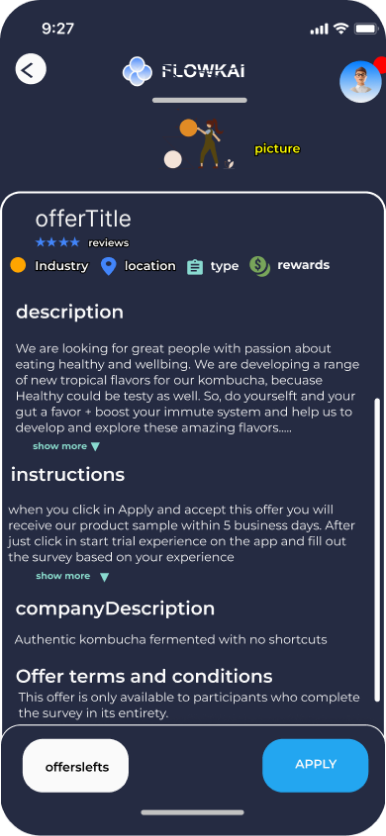 9:27
FLOWKAI
picture
offerTitle
reviews
Industry location type rewards
description
We are looking for great people with passion about
eating healthy and wellbing. We are developing a range
of new tropical flavors for our kombucha, becuase
Healthy could be testy as well. So, do yourselft and your
gut a favor + boost your immute system and help us to
develop and explore these amazing flavors.....
show more
instructions
when you click in Apply and accept this offer you will
receive our product sample within 5 business days. After
just click in start trial experience on the app and fill out
the survey based on your experience
show more
companyDescription
Authentic kombucha fermented with no shortcuts
Offer terms and conditions
This offer is only available to participants who complete
the survey in its entirety.
offerslefts
APPLY